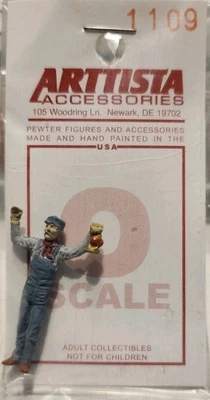 1109
ARTTISTA
ACCESSORIES
105 Woodring Ln. Newark, DE 19702
PEWTER FIGURES AND ACCESSORIES
MADE AND HAND PAINTED IN THE
USA
O
SCALE
ADULT COLLECTIBLES
NOT FOR CHILDREN